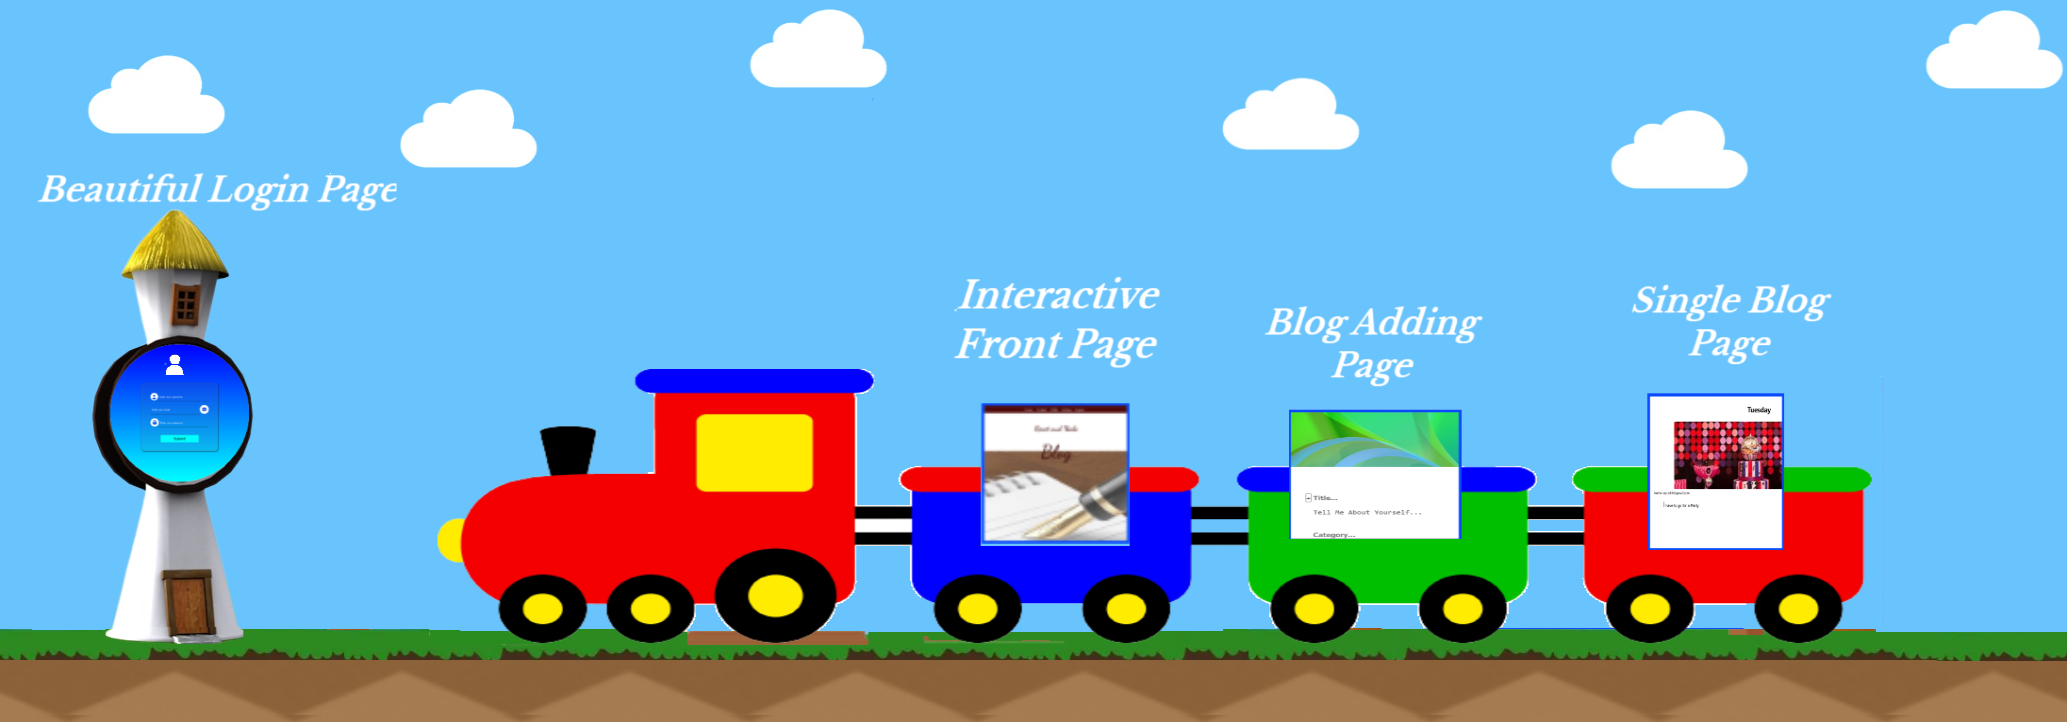 Beautiful Login Page
Interactive
Front Page
Blog Adding
Page
Single Blog
Page
Blog
Title...
Tell Me About Yourself...
Category...
Tuesday
Submit